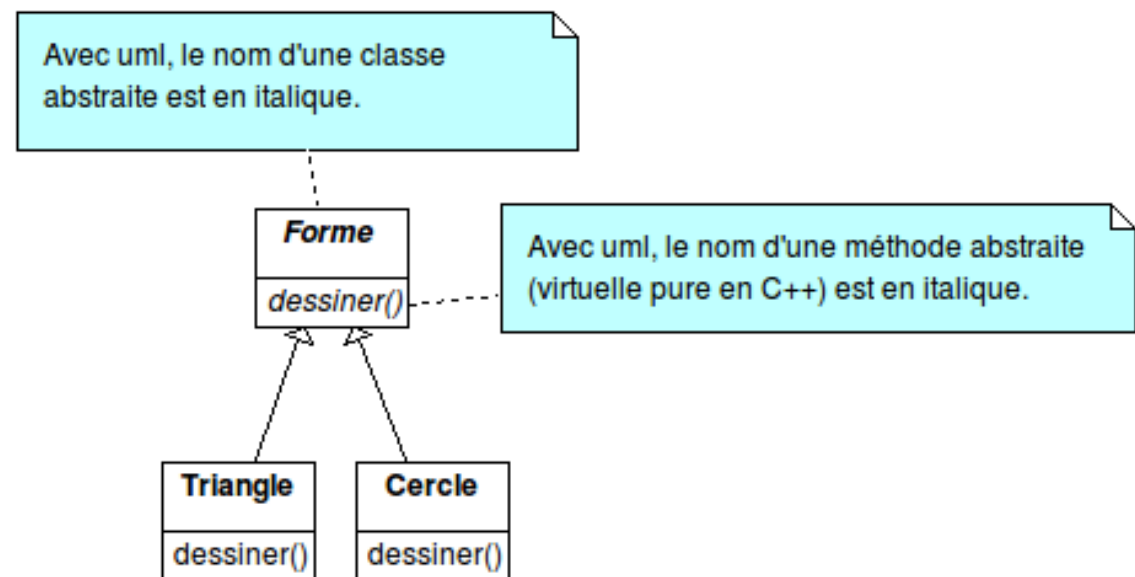 Avec uml, le nom d'une classe
abstraite est en italique.
Forme
dessiner()
Avec uml, le nom d'une méthode abstraite
(virtuelle pure en C++) est en italique.
Triangle
dessiner()
Cercle
dessiner()